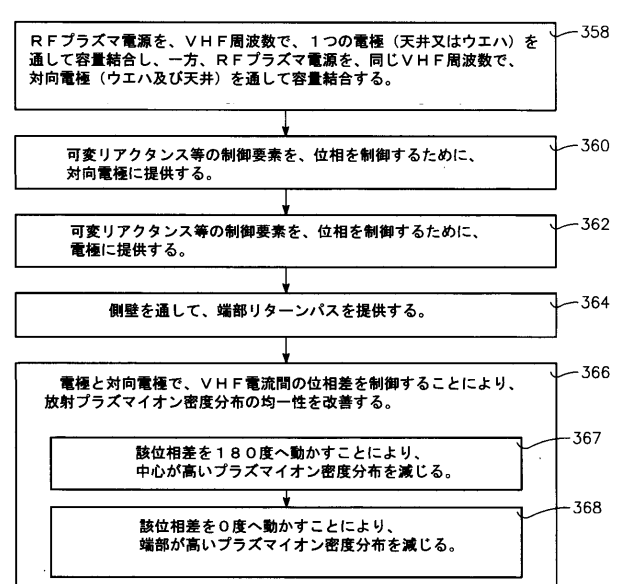 RFプラズマ電源を、VHF周波数で、1つの電極(天井又はウエハ)を
通して容量結合し、一方、RFプラズマ電源を、同じVHF周波数で、
対向電極(ウエハ及び天井)を通して容量結合する。
358
可変リアクタンス等の制御要素を、位相を制御するために、
対向電極に提供する。
360
可変リアクタンス等の制御要素を、位相を制御するために、
電極に提供する。
362
側壁を通して、端部リターンパスを提供する。
364
電極と対向電極で、VHF電流間の位相差を制御することにより、
放射プラズマイオン密度分布の均一性を改善する。
366
該位相差を180度へ動かすことにより、
中心が高いプラズマイオン密度分布を減じる。
367
該位相差を0度へ動かすことにより、
端部が高いプラズマイオン密度分布を減じる。
368